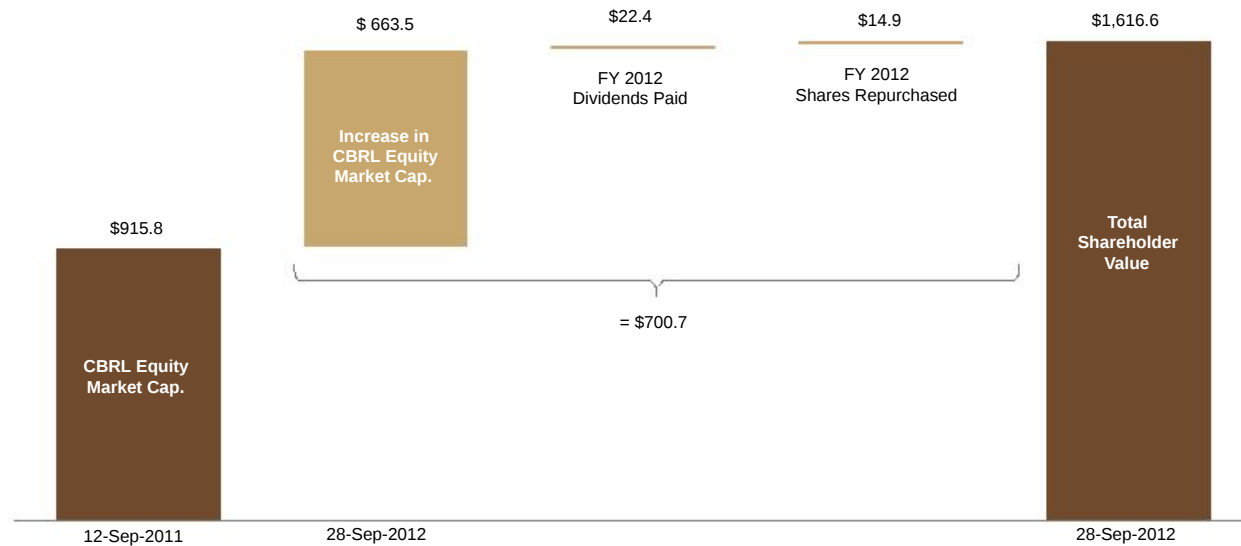 $ 663.5
$22.4
$14.9
$1,616.6
FY 2012
Dividends Paid
FY 2012
Shares Repurchased
Increase in
CBRL Equity
Market Cap.
$915.8
Total
Shareholder
Value
= $700.7
CBRL Equity
Market Cap.
12-Sep-2011
28-Sep-2012
28-Sep-2012